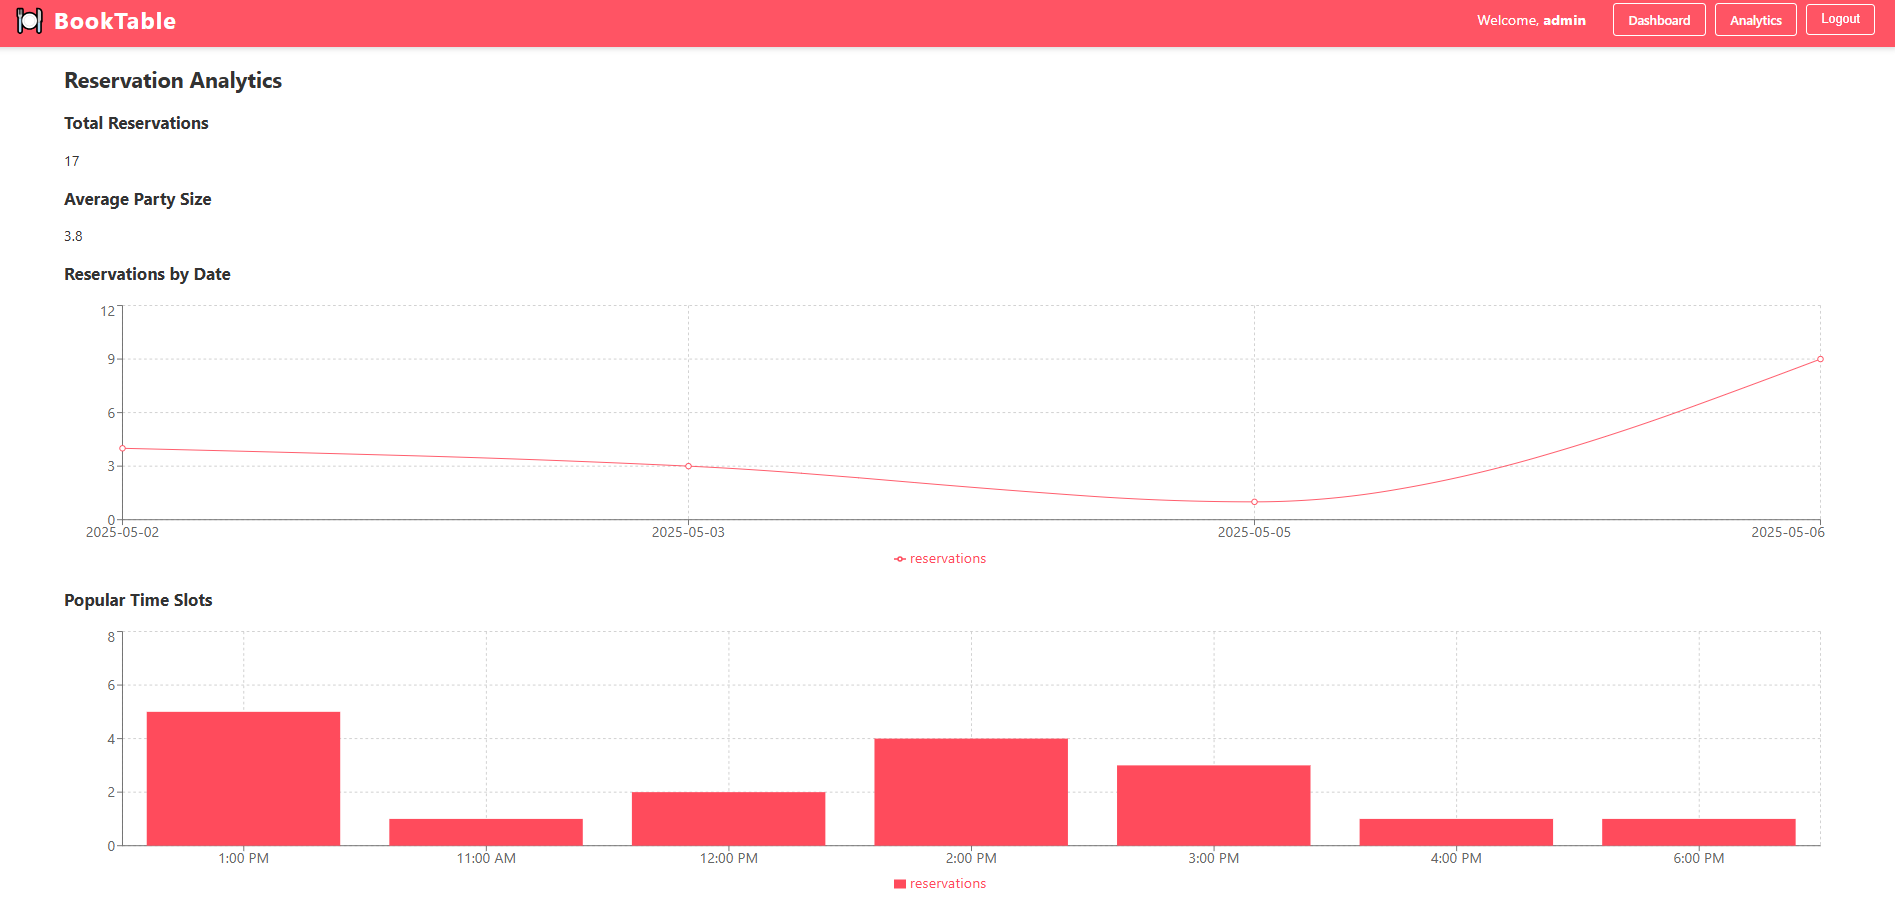 BookTable
Welcome, admin
Dashboard
Analytics
Logout
Reservation Analytics
Total Reservations
17
Average Party Size
3.8
Reservations by Date
12
9
6
3
0
2025-05-02
2025-05-03
2025-05-05
2025-05-06
reservations
Popular Time Slots
8
6
4
2
0
1:00 PM
11:00 AM
12:00 PM
2:00 PM
3:00 PM
4:00 PM
6:00 PM
reservations